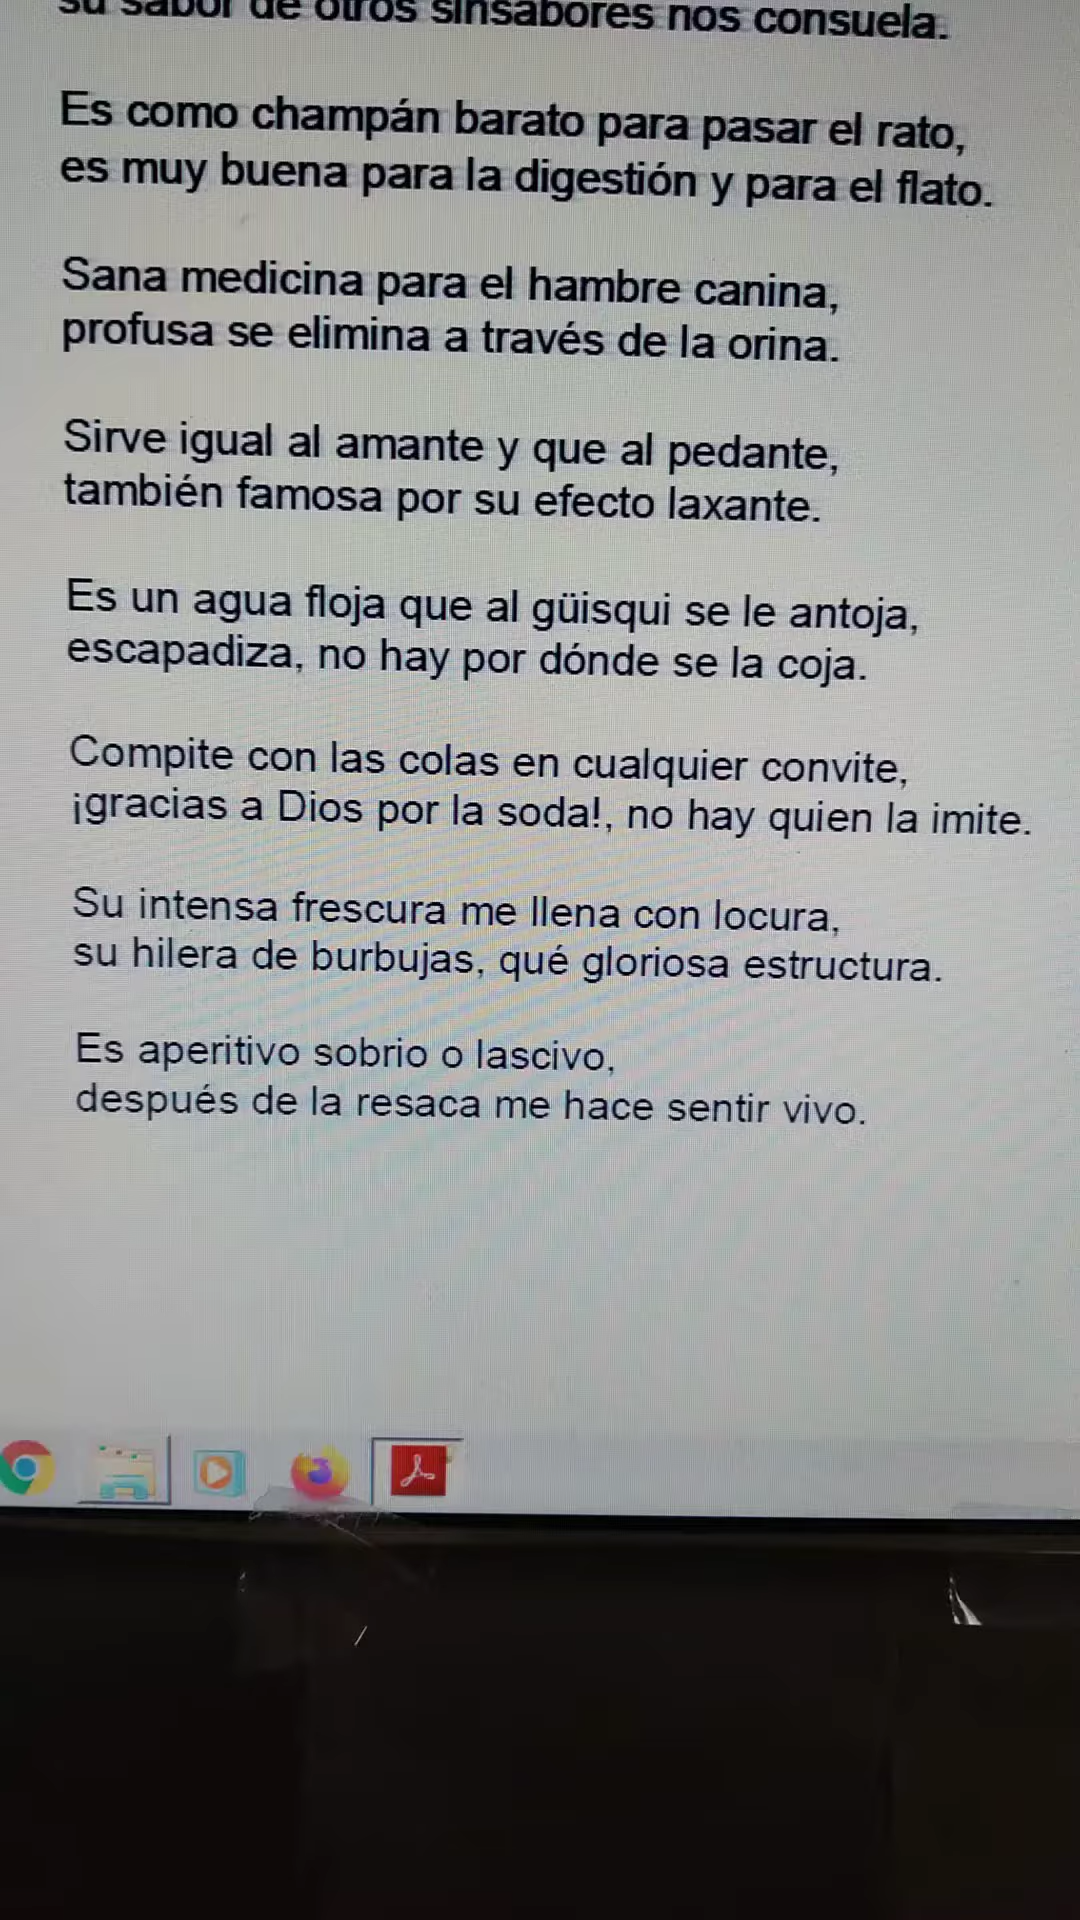 su sabor de otros sinsabores nos consuela.
Es como champán barato para pasar el rato,
es muy buena para la digestión y para el flato.
Sana medicina para el hambre canina,
profusa se elimina a través de la orina.
Sirve igual al amante y que al pedante,
también famosa por su efecto laxante.
Es un agua floja que al güisqui se le antoja,
escapadiza, no hay por dónde se la coja.
Compite con las colas en cualquier convite,
¡gracias a Dios por la soda!, no hay quien la imite.
Su intensa frescura me llena con locura,
su hilera de burbujas, qué gloriosa estructura.
Es aperitivo sobrio o lascivo,
después de la resaca me hace sentir vivo.